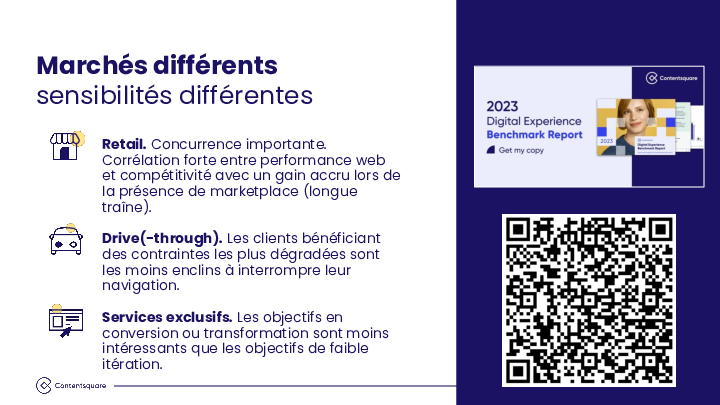 Marchés différents
sensibilités différentes
Retail. Concurrence importante.
Corrélation forte entre performance web
et compétitivité avec un gain accru lors de
la présence de marketplace (longue
traîne).
Drive(-through). Les clients bénéficiant
des contraintes les plus dégradées sont
les moins enclins à interrompre leur
navigation.
Services exclusifs. Les objectifs en
conversion ou transformation sont moins
intéressants que les objectifs de faible
itération.
Contentsquare
Contentsquare
2023
Digital Experience
Benchmark Report
Get my copy
2023
Digital Experience
Benchmark Report